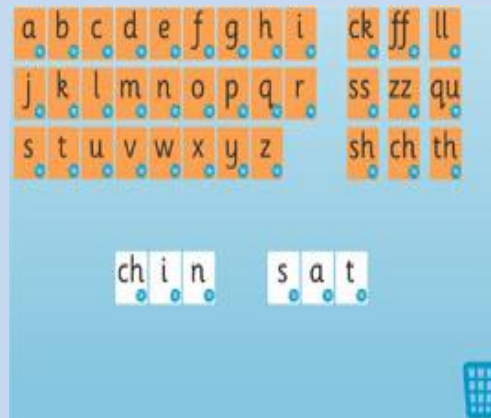 a b c d e f g h i ck ff ll
j k l m n o p q r ss zz qu
s t u v w x y z sh ch th
ch i n s a t